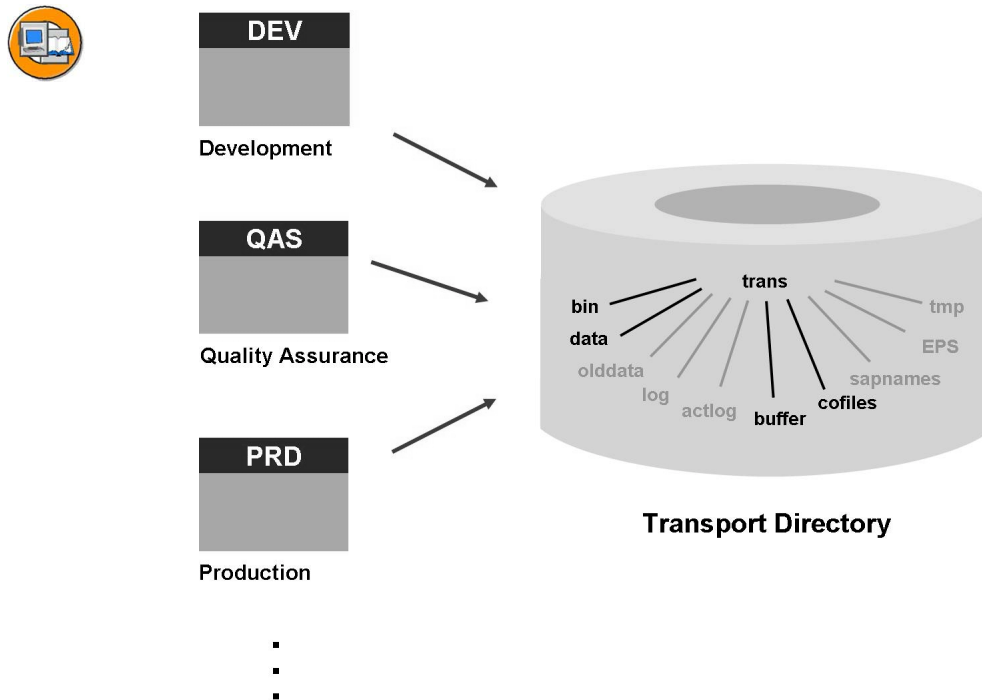 DEV
Development
QAS
Quality Assurance
PRD
Production
trans
bin
data
olddata
log
actlog
buffer
cofiles
sapnames
EPS
tmp
Transport Directory